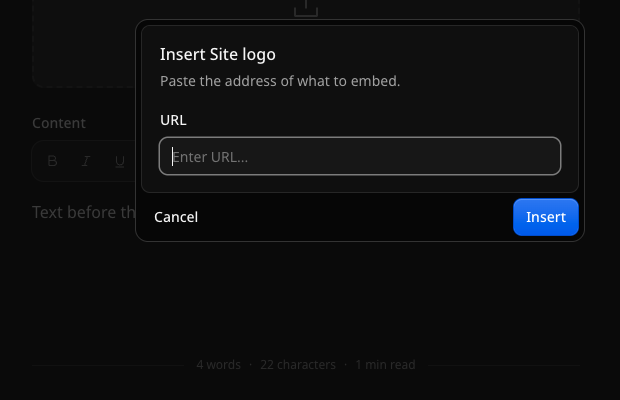 Insert Site logo
Paste the address of what to embed.
URL
Enter URL...
Cancel
Insert
Content
B I U
Text before th
4 words · 22 characters · 1 min read